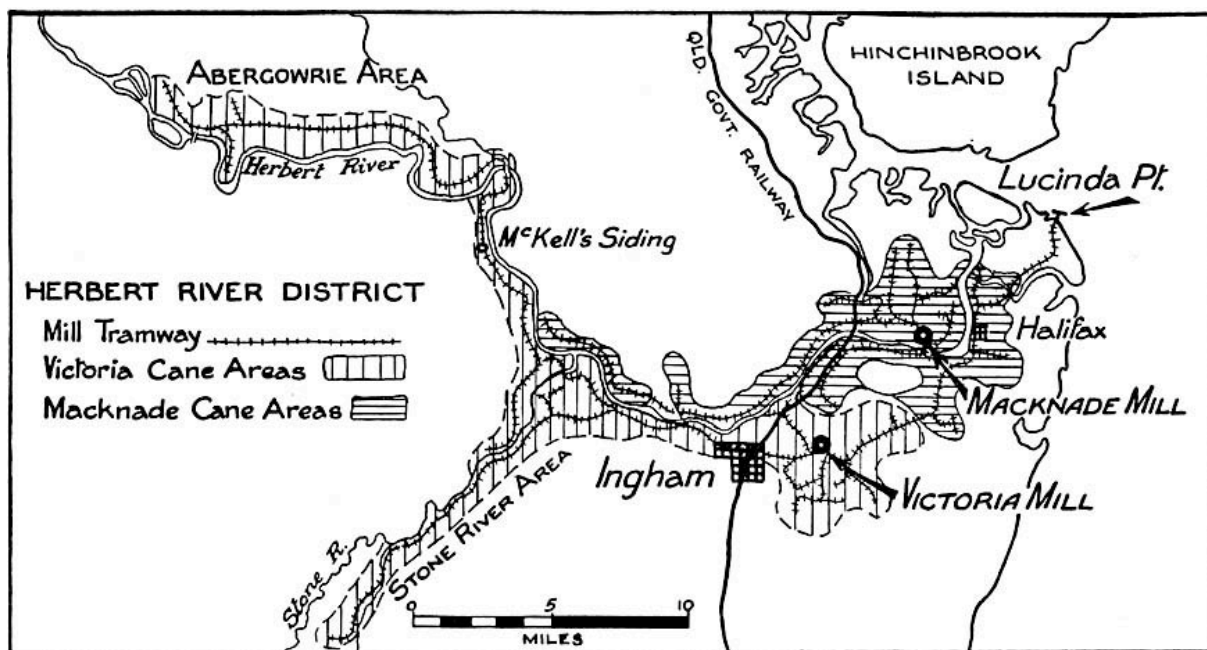 ABERGOWRIE AREA
HINCHINBROOK
ISLAND
QLD. GOVT. RAILWAY
Herbert River
Lucinda Pt.
McKell's Siding
HERBERT RIVER DISTRICT
Mill Tramway
Victoria Cane Areas
Macknade Cane Areas
Halifax
MACKNADE MILL
Ingham
VICTORIA MILL
STONE RIVER AREA
Stone R.
0 5 10
MILES